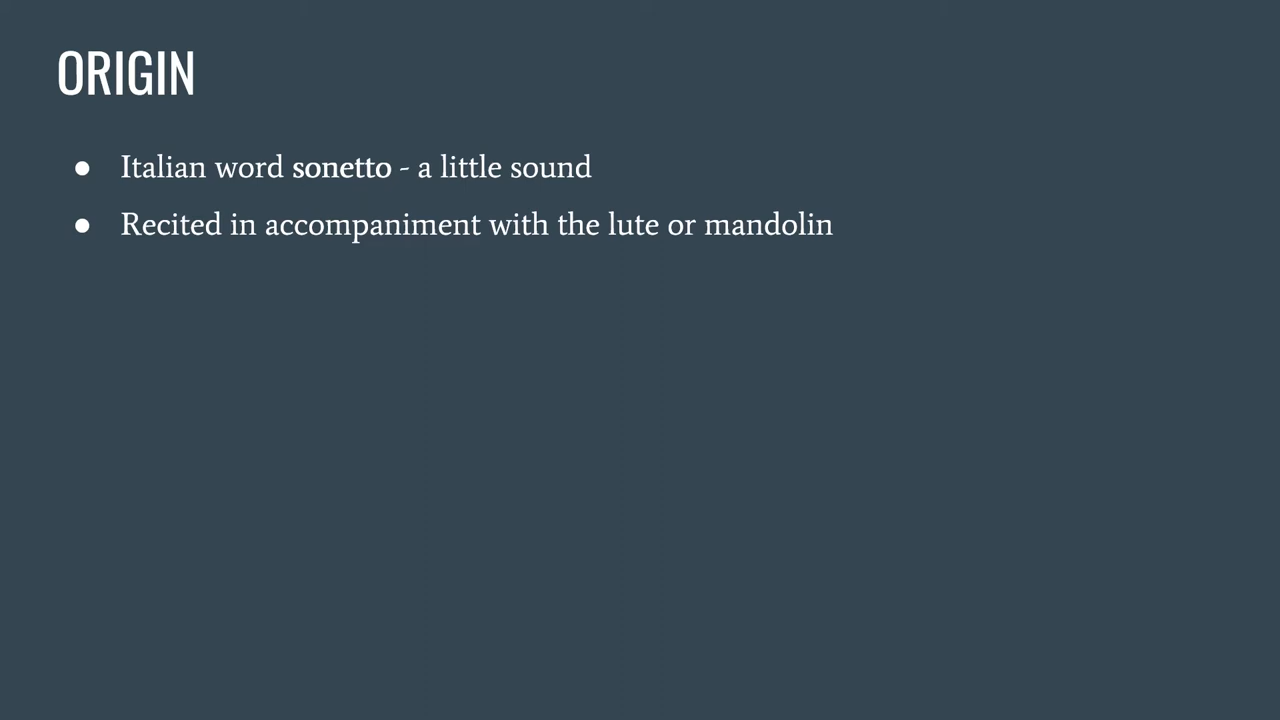 ORIGIN
● Italian word sonetto - a little sound
● Recited in accompaniment with the lute or mandolin